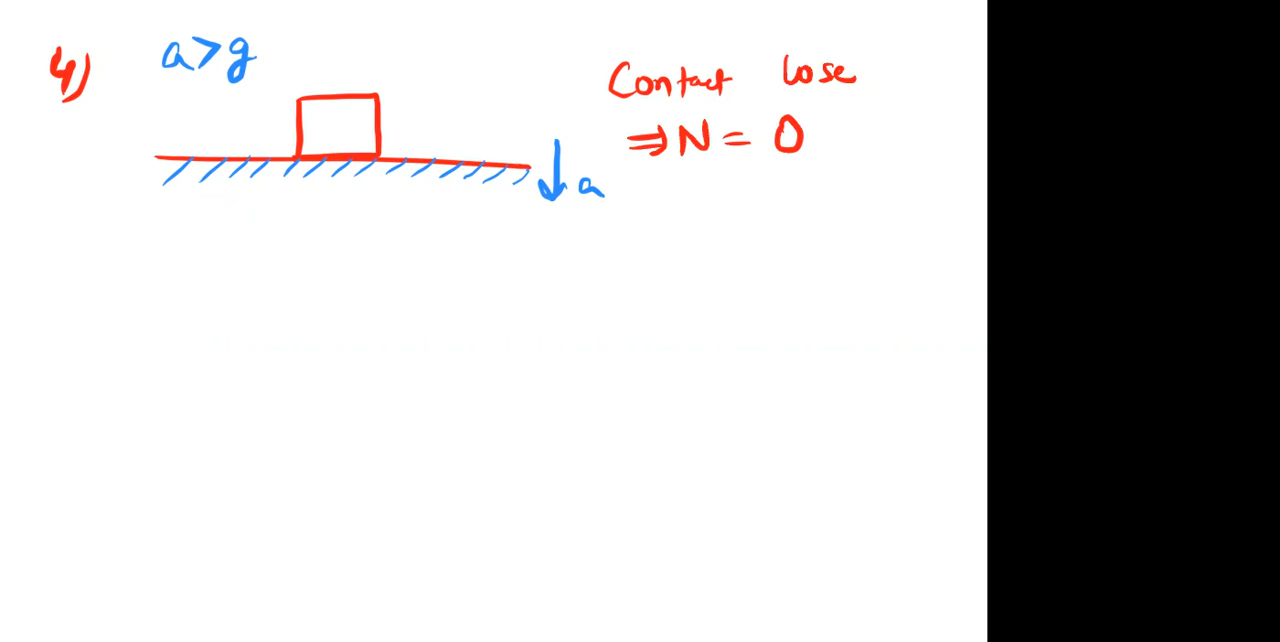 4)
a>g
Contact lose
⇒N = 0
a